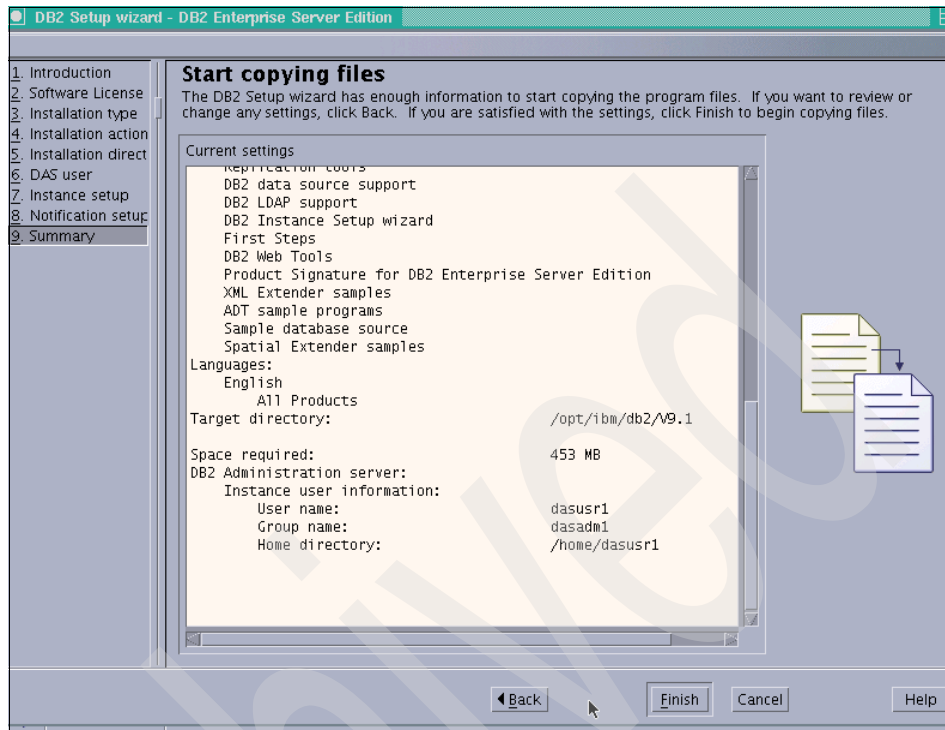 DB2 Setup wizard - DB2 Enterprise Server Edition
1. Introduction
2. Software License
3. Installation type
4. Installation action
5. Installation direct
6. DAS user
7. Instance setup
8. Notification setup
9. Summary
Start copying files
The DB2 Setup wizard has enough information to start copying the program files. If you want to review or
change any settings, click Back. If you are satisfied with the settings, click Finish to begin copying files.
Current settings
Replication tools
DB2 data source support
DB2 LDAP support
DB2 Instance Setup wizard
First Steps
DB2 Web Tools
Product Signature for DB2 Enterprise Server Edition
XML Extender samples
ADT sample programs
Sample database source
Spatial Extender samples
Languages:
English
All Products
Target directory: /opt/ibm/db2/V9.1
Space required: 453 MB
DB2 Administration server:
Instance user information:
User name: dasusr1
Group name: dasadm1
Home directory: /home/dasusr1
Back Finish Cancel Help